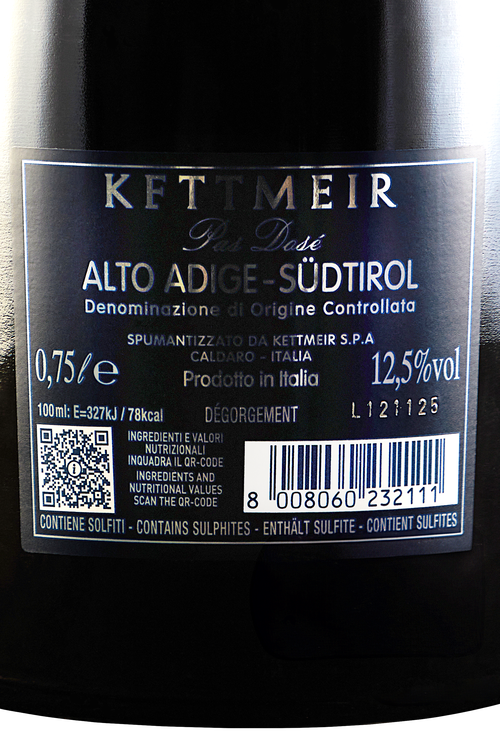 KETTMEIR
Pas Dosé
ALTO ADIGE-SÜDTIROL
Denominazione di Origine Controllata
SPUMANTIZZATO DA KETTMEIR S.P.A
CALDARO - ITALIA
0,75 ℓ e Prodotto in Italia 12,5%vol
100ml: E=327kJ / 78kcal DÉGORGEMENT L121125
INGREDIENTI E VALORI
NUTRIZIONALI
INQUADRA IL QR-CODE
INGREDIENTS AND
NUTRITIONAL VALUES
SCAN THE QR-CODE
8 008060 232111
CONTIENE SOLFITI - CONTAINS SULPHITES - ENTHÄLT SULFITE - CONTIENT SULFITES